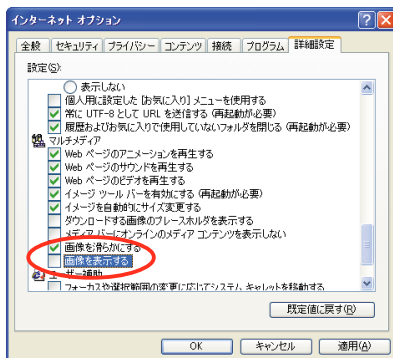 インターネット オプション
全般 セキュリティ プライバシー コンテンツ 接続 プログラム 詳細設定
設定(S):
表示しない
個人用に設定した [お気に入り] メニューを使用する
常に UTF-8 として URL を送信する (再起動が必要)
履歴およびお気に入りで使用していないフォルダを閉じる (再起動が必要)
マルチメディア
Web ページのアニメーションを再生する
Web ページのサウンドを再生する
Web ページのビデオを再生する
イメージ ツール バーを有効にする (再起動が必要)
イメージを自動的にサイズ変更する
ダウンロードする画像のプレースホルダを表示する
メディア バーにオンラインのメディア コンテンツを表示しない
画像を滑らかにする
画像を表示する
ユーザー補助
フォーカスや選択範囲の変更に応じてシステム キャレットを移動する
既定値に戻す(R)
OK キャンセル 適用(A)